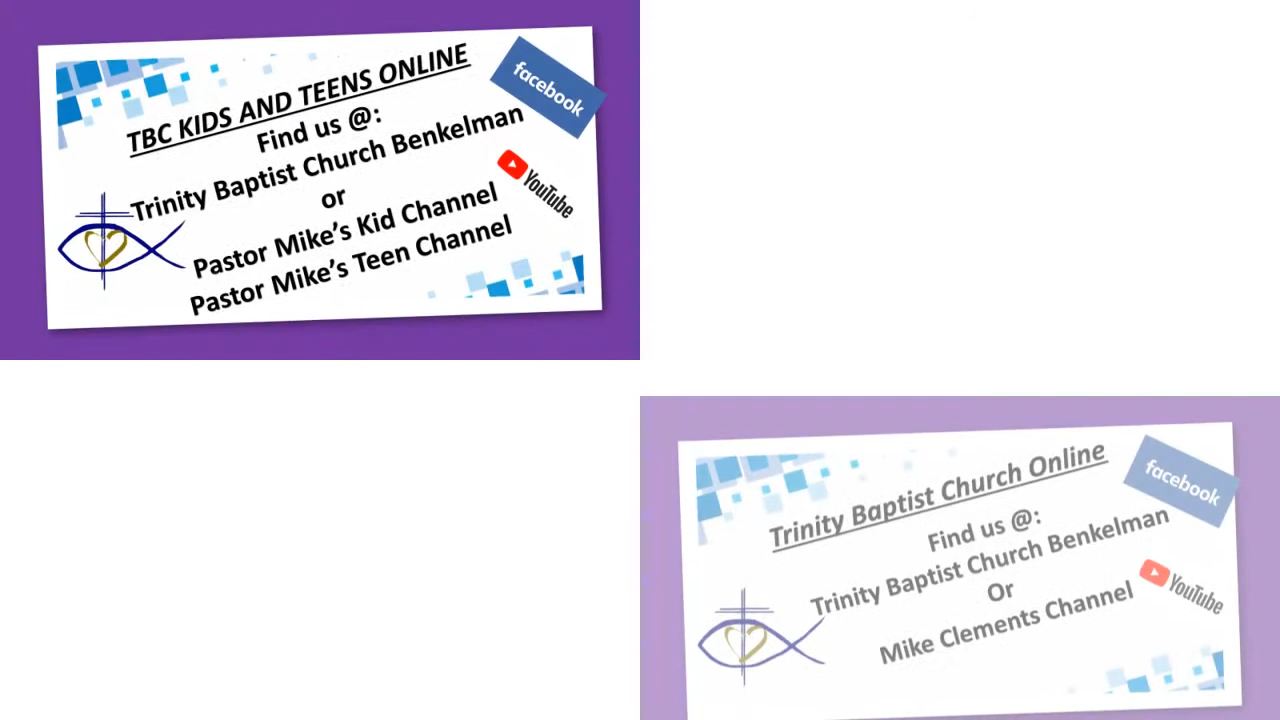 TBC KIDS AND TEENS ONLINE
facebook
Find us @:
Trinity Baptist Church Benkelman
YouTube
or
Pastor Mike's Kid Channel
Pastor Mike's Teen Channel
Trinity Baptist Church Online
facebook
Find us @:
Trinity Baptist Church Benkelman
YouTube
Or
Mike Clements Channel